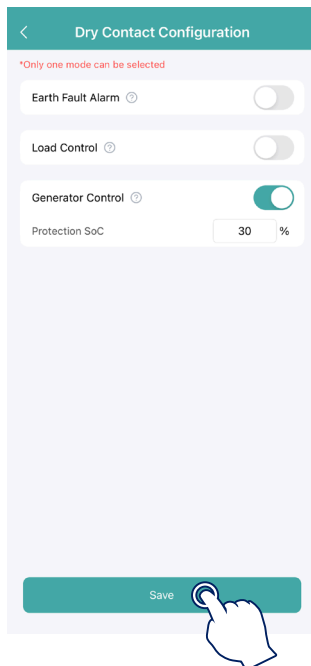 Dry Contact Configuration
*Only one mode can be selected
Earth Fault Alarm
Load Control
Generator Control
Protection SoC 30 %
Save